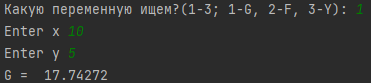 Какую переменную ищем?(1-3; 1-G, 2-F, 3-Y): 1
Enter x 10
Enter y 5
G =  17.74272